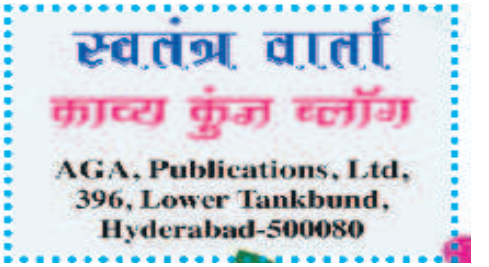 स्वतंत्र वार्ता
काव्य कुंज ब्लॉग
AGA, Publications, Ltd,
396, Lower Tankbund,
Hyderabad-500080